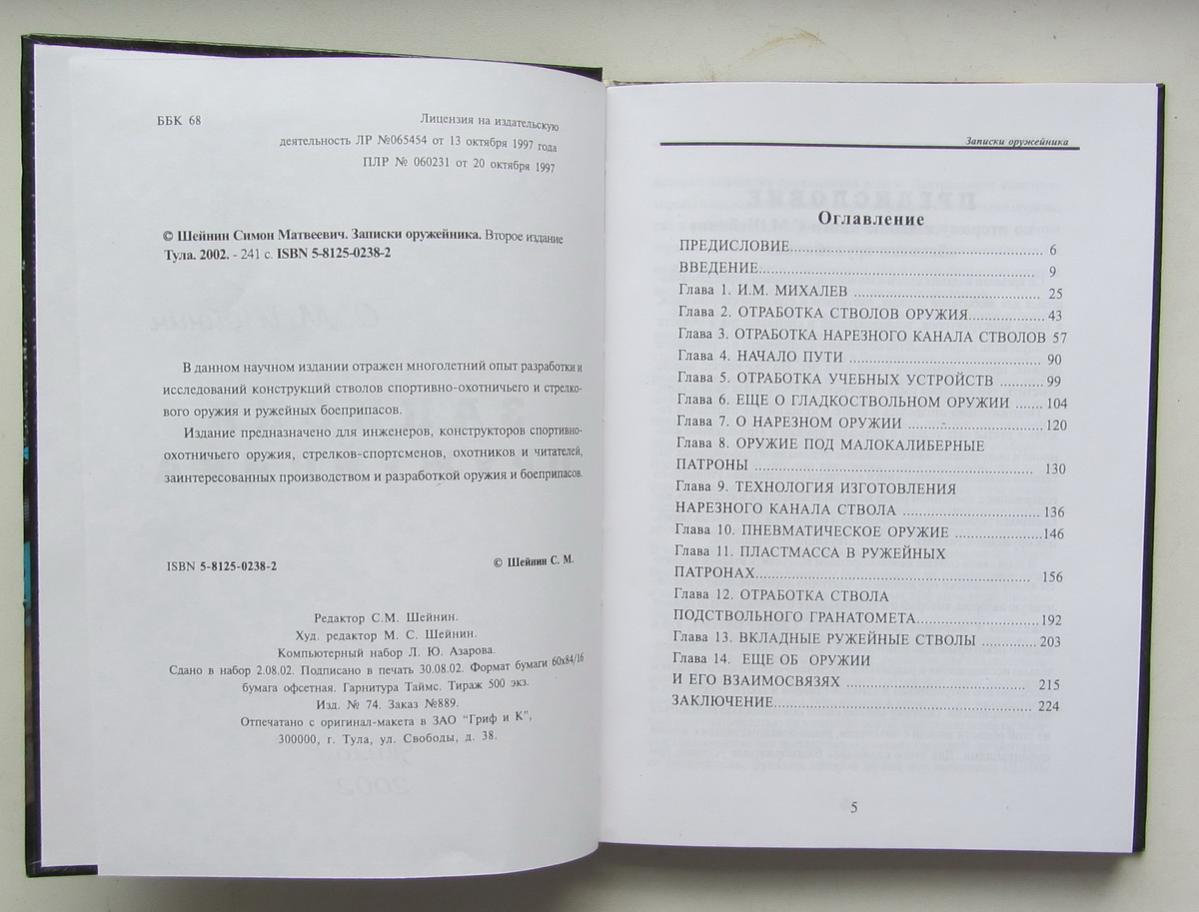 ББК 68
Лицензия на издательскую
деятельность ЛР №065454 от 13 октября 1997 года
ПЛР № 060231 от 20 октября 1997
© Шейнин Симон Матвеевич. Записки оружейника. Второе издание
Тула. 2002. - 241 с. ISBN 5-8125-0238-2
В данном научном издании отражен многолетний опыт разработки и
исследований конструкций стволов спортивно-охотничьего и стрелко-
вого оружия и ружейных боеприпасов.
Издание предназначено для инженеров, конструкторов спортивно-
охотничьего оружия, стрелков-спортсменов, охотников и читателей,
заинтересованных производством и разработкой оружия и боеприпасов.
ISBN 5-8125-0238-2
© Шейнин С. М.
Редактор С.М. Шейнин.
Худ. редактор М. С. Шейнин.
Компьютерный набор Л. Ю. Азарова.
Сдано в набор 2.08.02. Подписано в печать 30.08.02. Формат бумаги 60х84/16
бумага офсетная. Гарнитура Таймс. Тираж 500 экз.
Изд. № 74. Заказ №889.
Отпечатано с оригинал-макета в ЗАО "Гриф и К",
300000, г. Тула, ул. Свободы, д. 38.
Записки оружейника
Оглавление
ПРЕДИСЛОВИЕ.................................................... 6
ВВЕДЕНИЕ......................................................... 9
Глава 1. И.М. МИХАЛЕВ ...................................... 25
Глава 2. ОТРАБОТКА СТВОЛОВ ОРУЖИЯ................43
Глава 3. ОТРАБОТКА НАРЕЗНОГО КАНАЛА СТВОЛОВ 57
Глава 4. НАЧАЛО ПУТИ ....................................... 90
Глава 5. ОТРАБОТКА УЧЕБНЫХ УСТРОЙСТВ ...........99
Глава 6. ЕЩЕ О ГЛАДКОСТВОЛЬНОМ ОРУЖИИ ....... 104
Глава 7. О НАРЕЗНОМ ОРУЖИИ ............................120
Глава 8. ОРУЖИЕ ПОД МАЛОКАЛИБЕРНЫЕ
ПАТРОНЫ ......................................................... 130
Глава 9. ТЕХНОЛОГИЯ ИЗГОТОВЛЕНИЯ
НАРЕЗНОГО КАНАЛА СТВОЛА .............................136
Глава 10. ПНЕВМАТИЧЕСКОЕ ОРУЖИЕ ..................146
Глава 11. ПЛАСТМАССА В РУЖЕЙНЫХ
ПАТРОНАХ........................................................ 156
Глава 12. ОТРАБОТКА СТВОЛА
ПОДСТВОЛЬНОГО ГРАНАТОМЕТА.........................192
Глава 13. ВКЛАДНЫЕ РУЖЕЙНЫЕ СТВОЛЫ ..............203
Глава 14. ЕЩЕ ОБ ОРУЖИИ
И ЕГО ВЗАИМОСВЯЗЯХ ..................................... 215
ЗАКЛЮЧЕНИЕ.................................................... 224
5